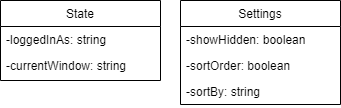 State
-loggedInAs: string
-currentWindow: string
Settings
-showHidden: boolean
-sortOrder: boolean
-sortBy: string